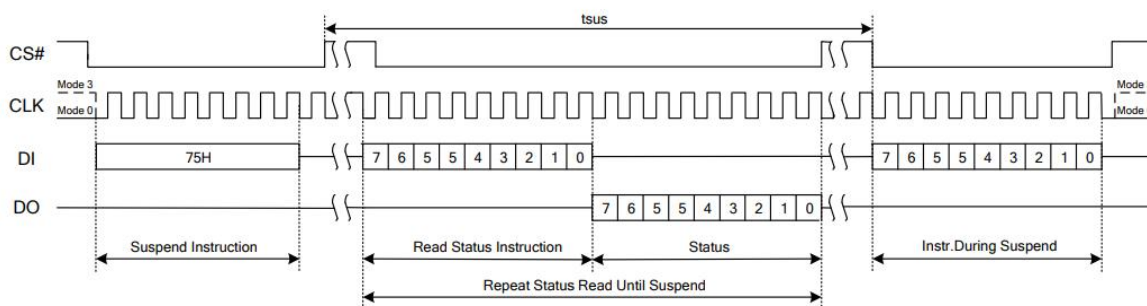 tsus
CS#
Mode 3
CLK
Mode 0
Mode
Mode
DI
75H
7 6 5 5 4 3 2 1 0
7 6 5 5 4 3 2 1 0
DO
7 6 5 5 4 3 2 1 0
Suspend Instruction
Read Status Instruction
Status
Instr.During Suspend
Repeat Status Read Until Suspend